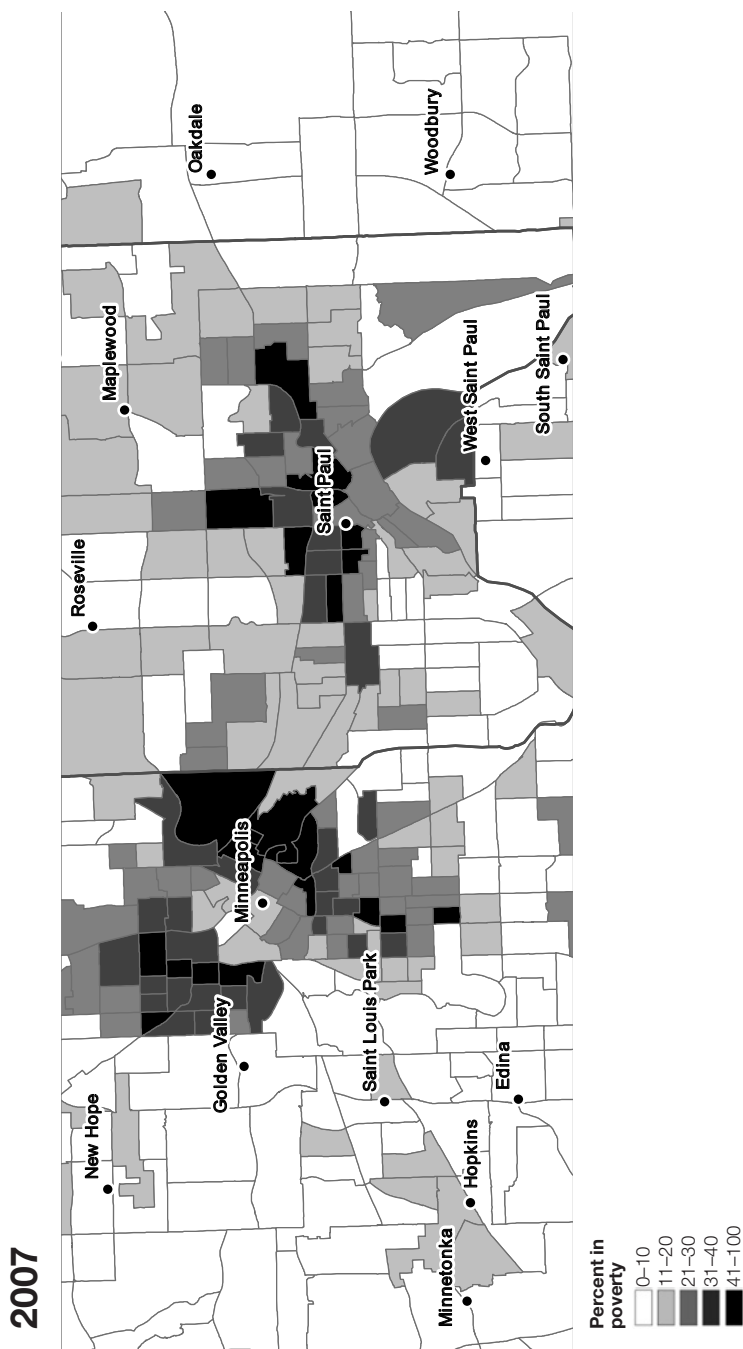 2007
New Hope
Roseville
Maplewood
Oakdale
Golden Valley
Minneapolis
Saint Paul
Saint Louis Park
Woodbury
Minnetonka
Hopkins
Edina
West Saint Paul
South Saint Paul
Percent in
poverty
0–10
11–20
21–30
31–40
41–100